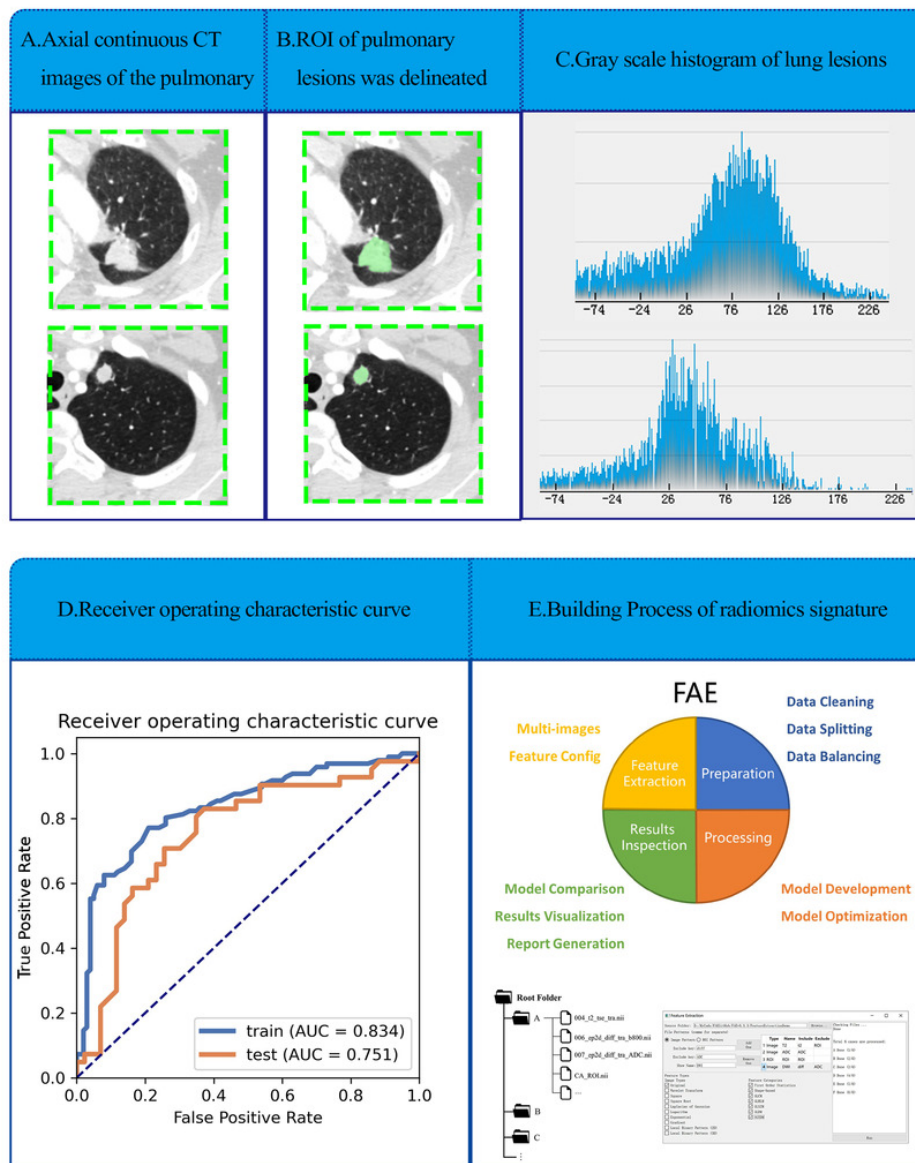 A.Axial continuous CT
images of the pulmonary
B.ROI of pulmonary
lesions was delineated
C.Gray scale histogram of lung lesions
-74 -24 26 76 126 176 226
-74 -24 26 76 126 176 226
D.Receiver operating characteristic curve
E.Building Process of radiomics signature
Receiver operating characteristic curve
True Positive Rate
1.0
0.8
0.6
0.4
0.2
0.0
0.0 0.2 0.4 0.6 0.8 1.0
False Positive Rate
train (AUC = 0.834)
test (AUC = 0.751)
FAE
Multi-images
Feature Config
Data Cleaning
Data Splitting
Data Balancing
Feature
Extraction
Preparation
Results
Inspection
Processing
Model Comparison
Results Visualization
Report Generation
Model Development
Model Optimization
Root Folder
A
004_t2_tse_tra.nii
006_ep2d_diff_tra_b800.nii
007_ep2d_diff_tra_ADC.nii
CA_ROI.nii
B
C
Feature Extraction
Type Name Include Exclude